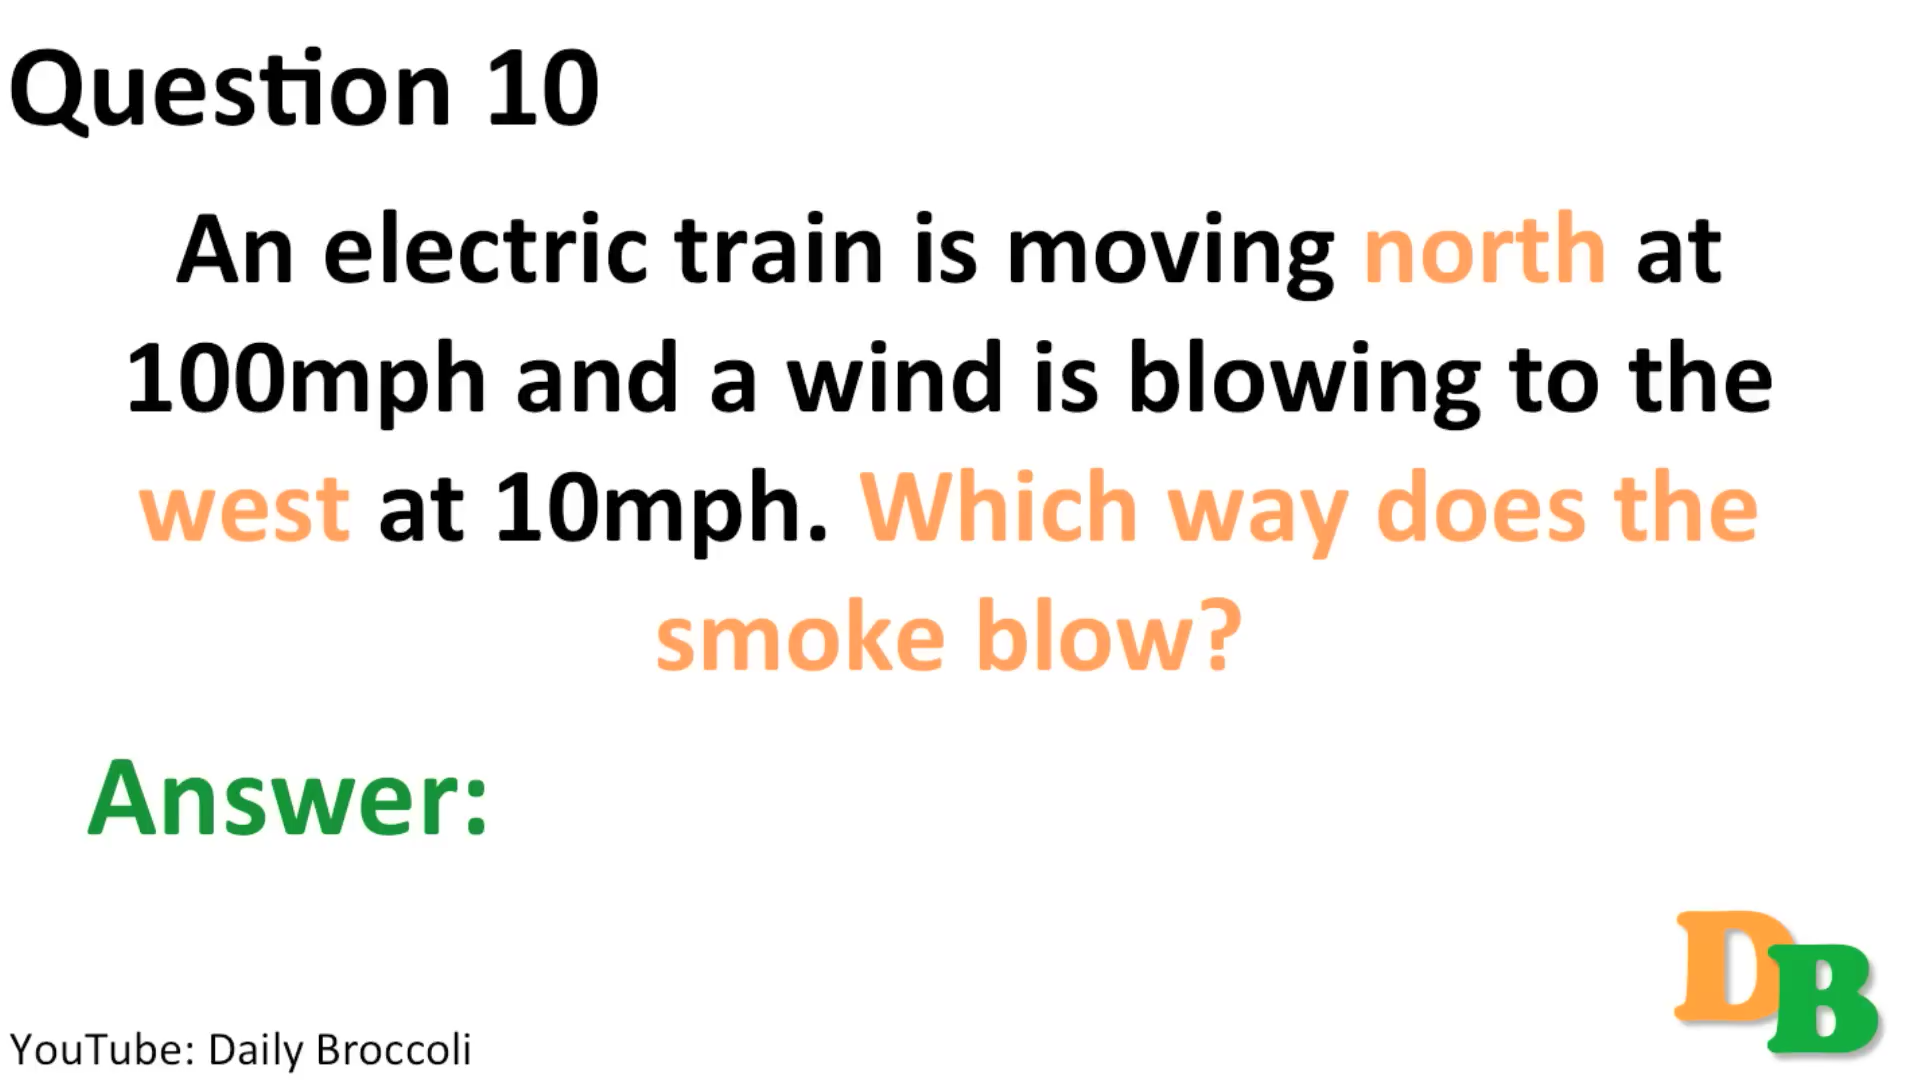 Question 10
An electric train is moving north at
100mph and a wind is blowing to the
west at 10mph. Which way does the
smoke blow?
Answer:
DB
YouTube: Daily Broccoli